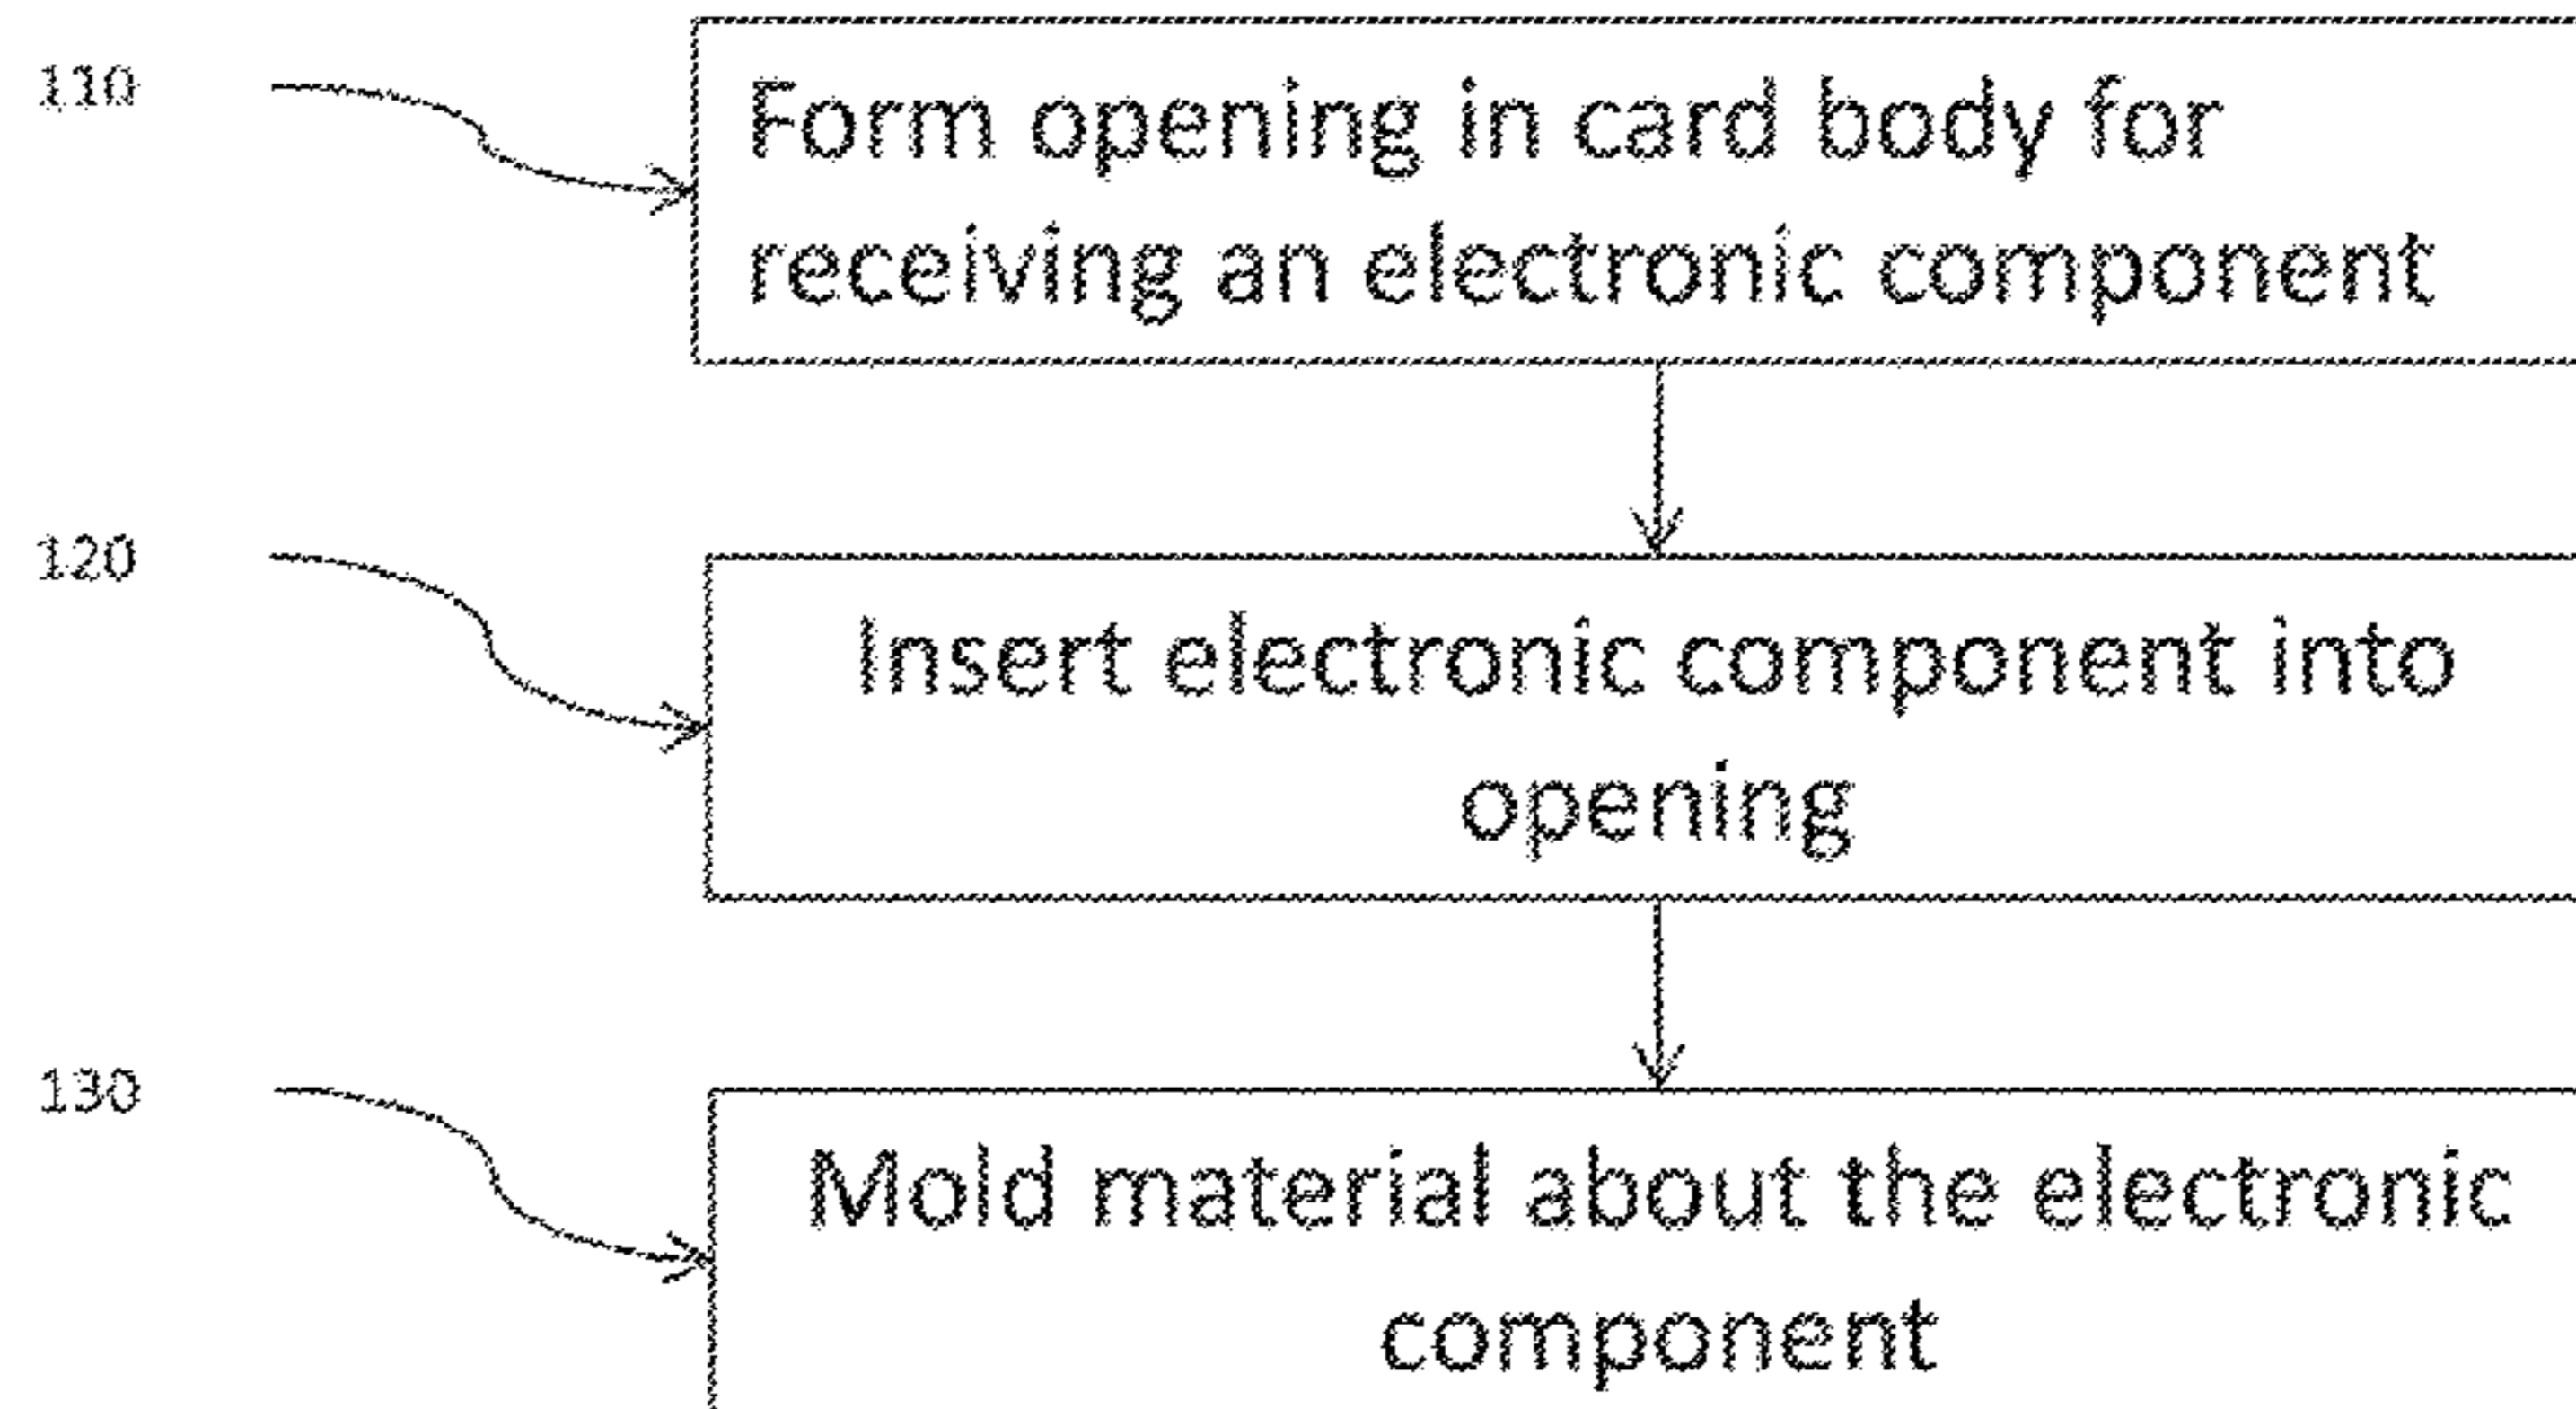 110
Form opening in card body for
receiving an electronic component
120
Insert electronic component into
opening
130
Mold material about the electronic
component